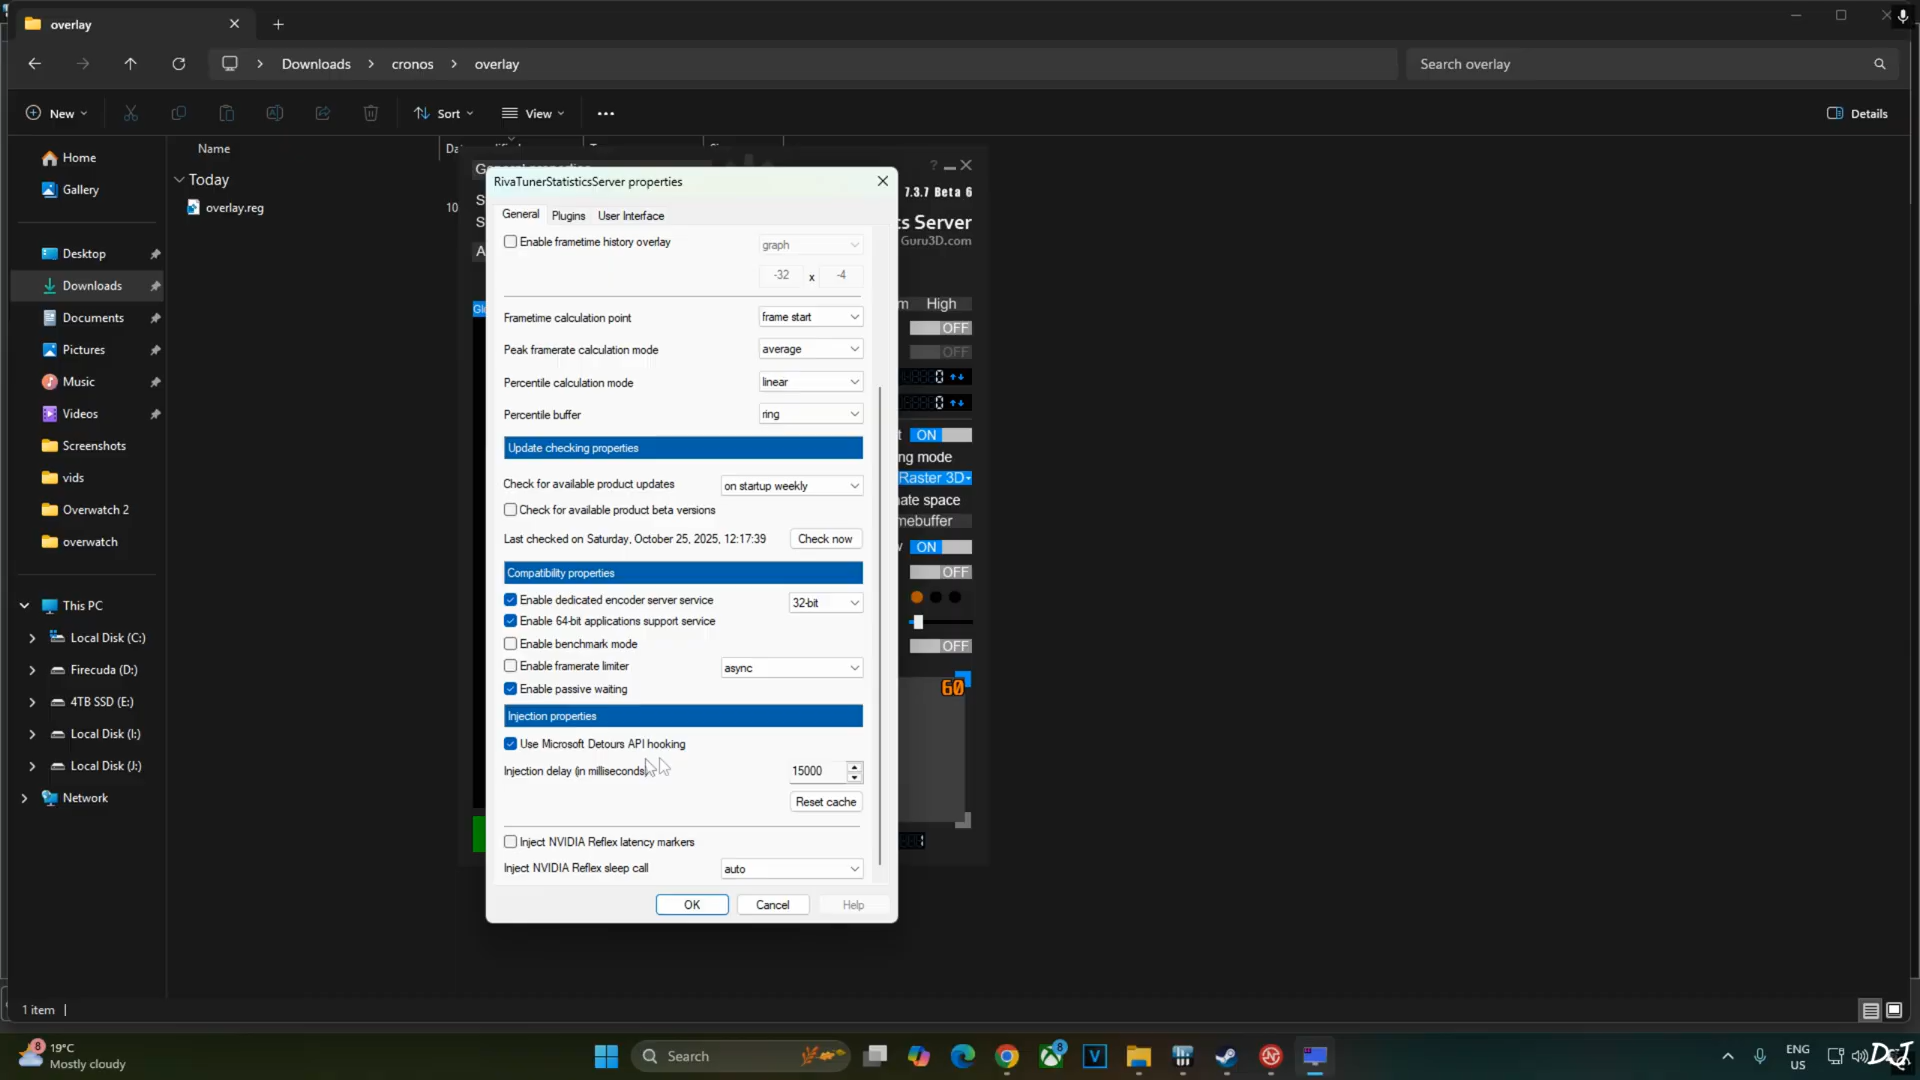 overlay
Downloads
cronos
overlay
Search overlay
New
Sort
View
Details
Home
Gallery
Desktop
Downloads
Documents
Pictures
Music
Videos
Screenshots
vids
Overwatch 2
overwatch
This PC
Local Disk (C:)
Firecuda (D:)
4TB SSD (E:)
Local Disk (I:)
Local Disk (J:)
Network
Name
Today
overlay.reg
10
RivaTunerStatisticsServer properties
General
Plugins
User Interface
Enable frametime history overlay
graph
-32 x -4
Frametime calculation point
frame start
Peak framerate calculation mode
average
Percentile calculation mode
linear
Percentile buffer
ring
Update checking properties
Check for available product updates
on startup weekly
Check for available product beta versions
Last checked on Saturday, October 25, 2025, 12:17:39
Check now
Compatibility properties
Enable dedicated encoder server service
32-bit
Enable 64-bit applications support service
Enable benchmark mode
Enable framerate limiter
async
Enable passive waiting
Injection properties
Use Microsoft Detours API hooking
Injection delay (in milliseconds
15000
Reset cache
Inject NVIDIA Reflex latency markers
Inject NVIDIA Reflex sleep call
auto
OK
Cancel
Help
7.3.7 Beta 6
s Server
Guru3D.com
m High
OFF
OFF
0
0
t ON
ng mode
Raster 3D
ate space
mebuffer
ON
OFF
OFF
60
1
1 item
8
19°C
Mostly cloudy
Search
8
ENG
US
DCJ